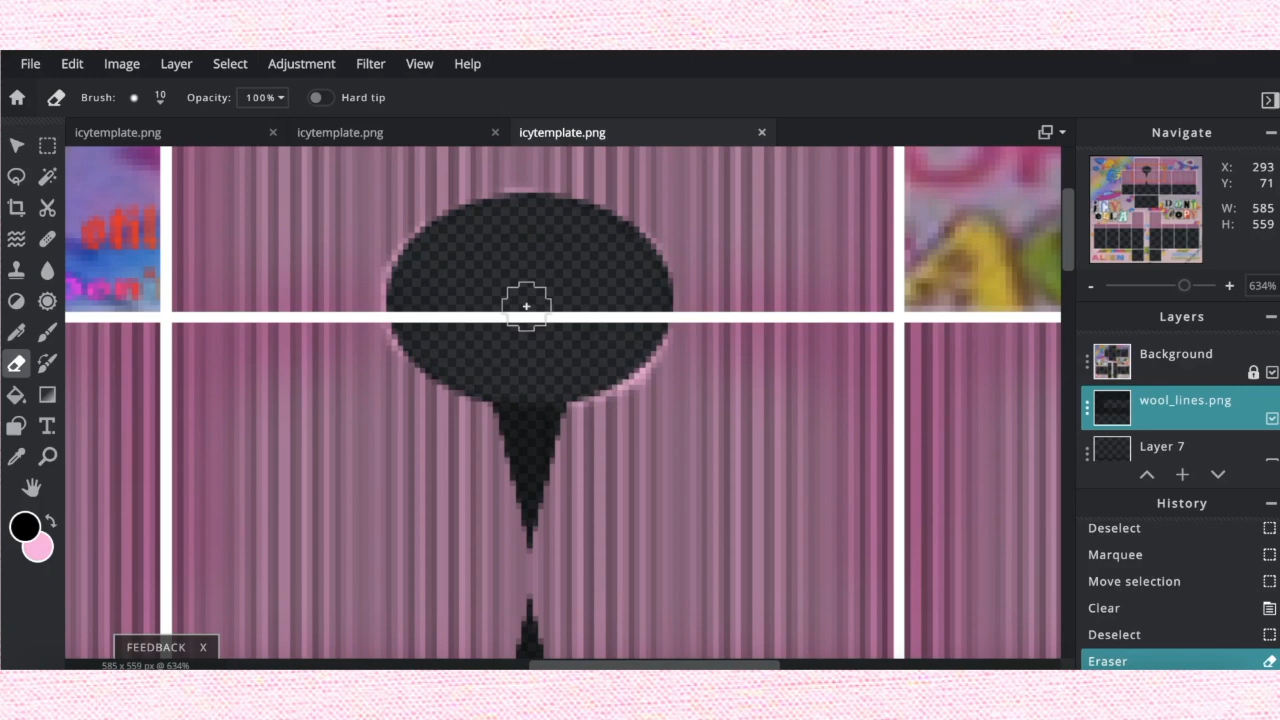 File Edit Image Layer Select Adjustment Filter View Help
Brush: 10 Opacity: 100% Hard tip
icytemplate.png icytemplate.png icytemplate.png
Navigate
X: 293
Y: 71
W: 585
H: 559
634%
Layers
Background
wool_lines.png
Layer 7
History
Deselect
Marquee
Move selection
Clear
Deselect
Eraser
FEEDBACK X
585 x 559 px @ 634%